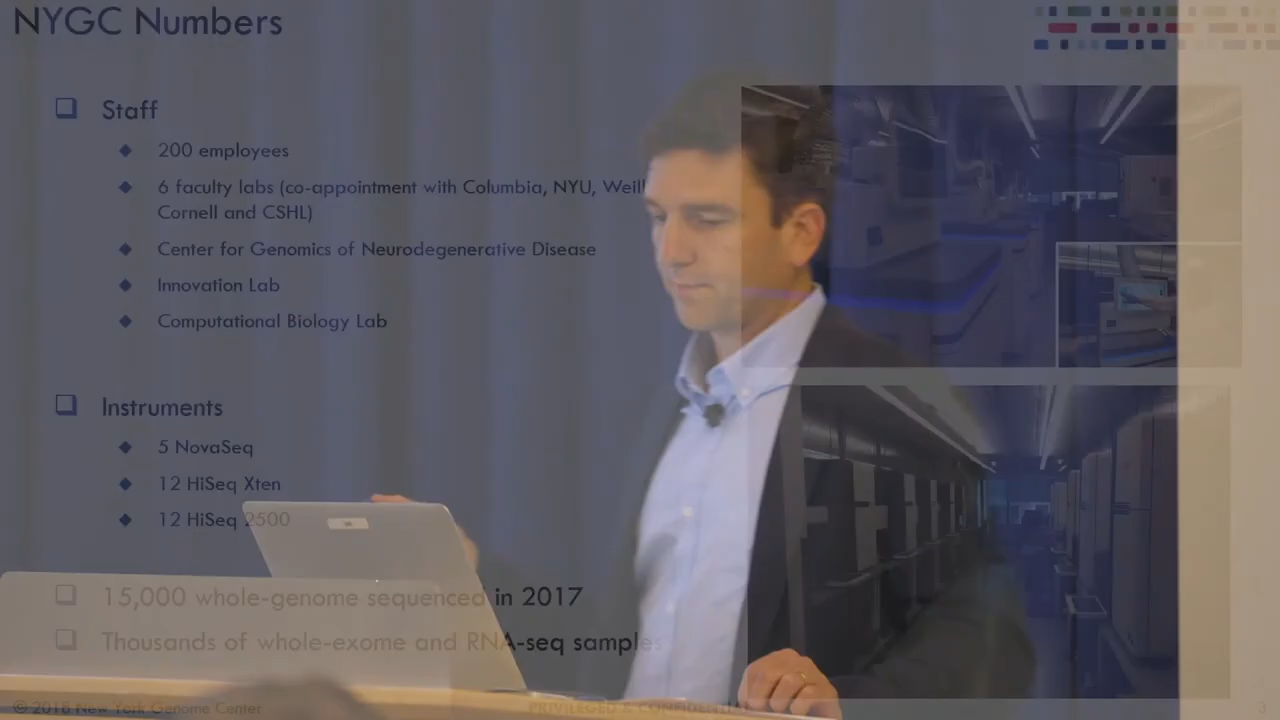 NYGC Numbers
Staff
200 employees
6 faculty labs (co-appointment with Columbia, NYU, Weill
Cornell and CSHL)
Center for Genomics of Neurodegenerative Disease
Innovation Lab
Computational Biology Lab
Instruments
5 NovaSeq
12 HiSeq Xten
12 HiSeq 2500
15,000 whole-genome sequenced in 2017
Thousands of whole-exome and RNA-seq samples
© 2018 New York Genome Center
PRIVILEGED & CONFIDENTIAL
3